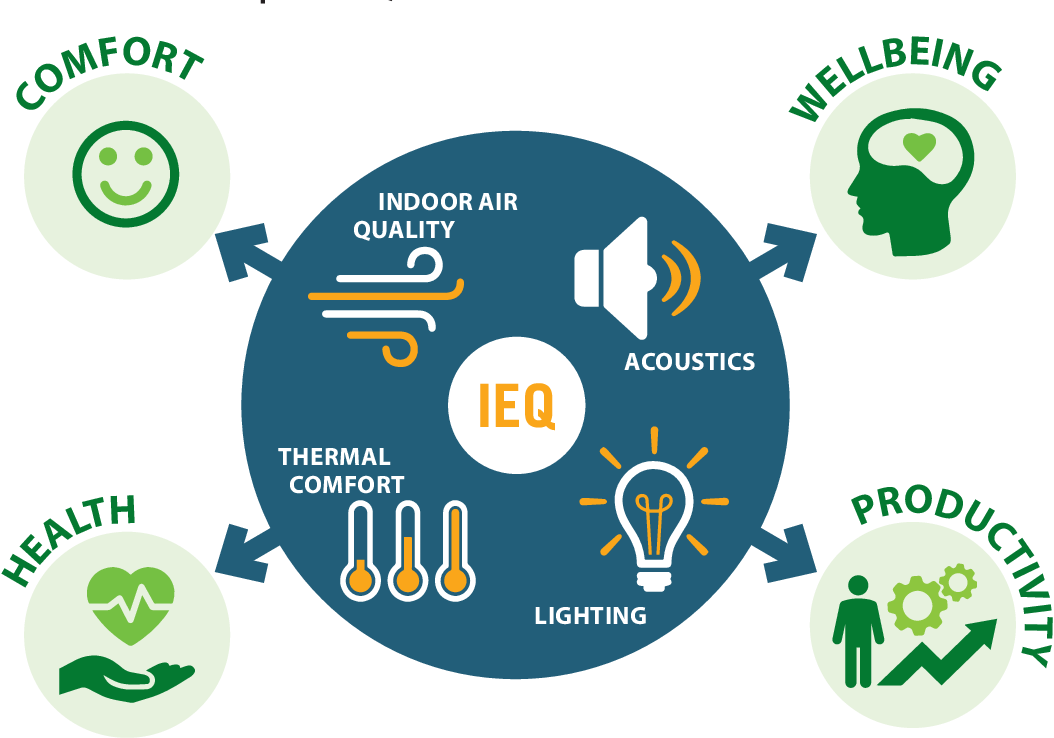 COMFORT
WELLBEING
INDOOR AIR
QUALITY
ACOUSTICS
IEQ
THERMAL
COMFORT
LIGHTING
HEALTH
PRODUCTIVITY